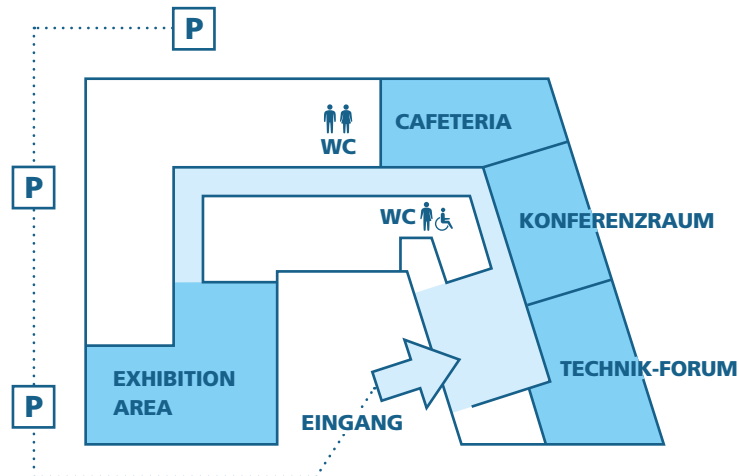 P
CAFETERIA
WC
P
WC
KONFERENZRAUM
TECHNIK-FORUM
EXHIBITION
AREA
P
EINGANG